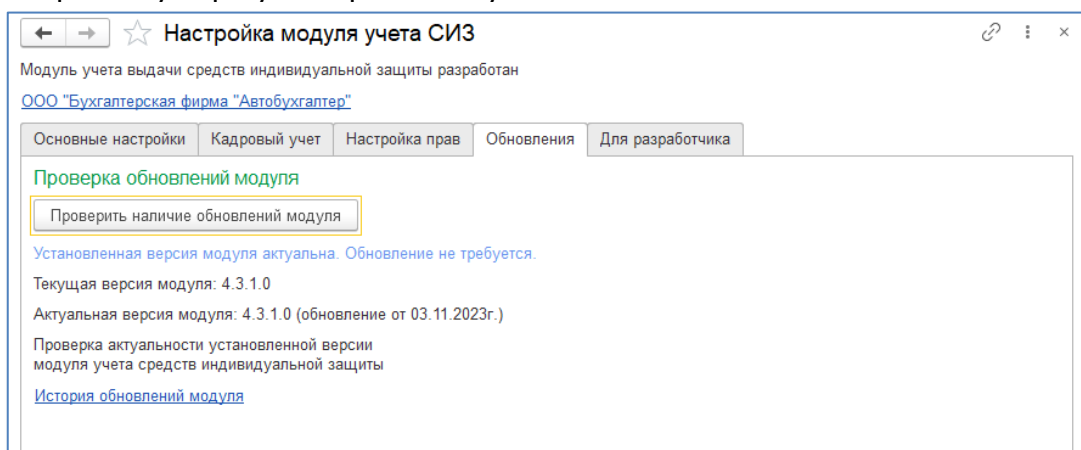 Настройка модуля учета СИЗ
Модуль учета выдачи средств индивидуальной защиты разработан
ООО "Бухгалтерская фирма "Автобухгалтер"
Основные настройки Кадровый учет Настройка прав Обновления Для разработчика
Проверка обновлений модуля
Проверить наличие обновлений модуля
Установленная версия модуля актуальна. Обновление не требуется.
Текущая версия модуля: 4.3.1.0
Актуальная версия модуля: 4.3.1.0 (обновление от 03.11.2023г.)
Проверка актуальности установленной версии
модуля учета средств индивидуальной защиты
История обновлений модуля